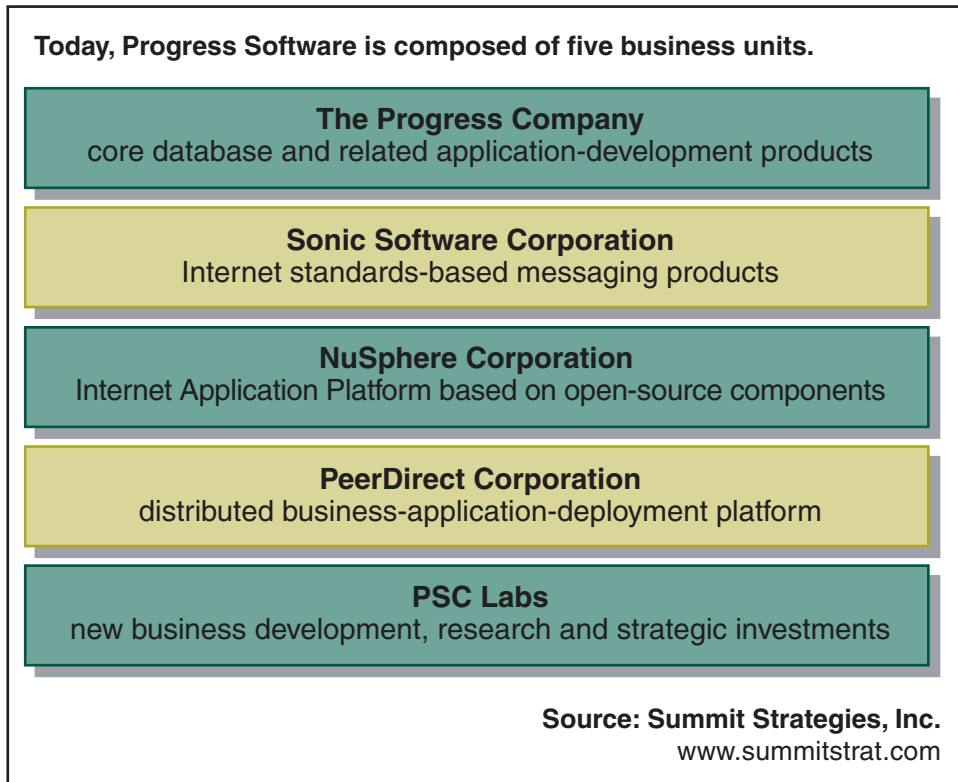 Today, Progress Software is composed of five business units.
The Progress Company
core database and related application-development products
Sonic Software Corporation
Internet standards-based messaging products
NuSphere Corporation
Internet Application Platform based on open-source components
PeerDirect Corporation
distributed business-application-deployment platform
PSC Labs
new business development, research and strategic investments
Source: Summit Strategies, Inc.
www.summitstrat.com